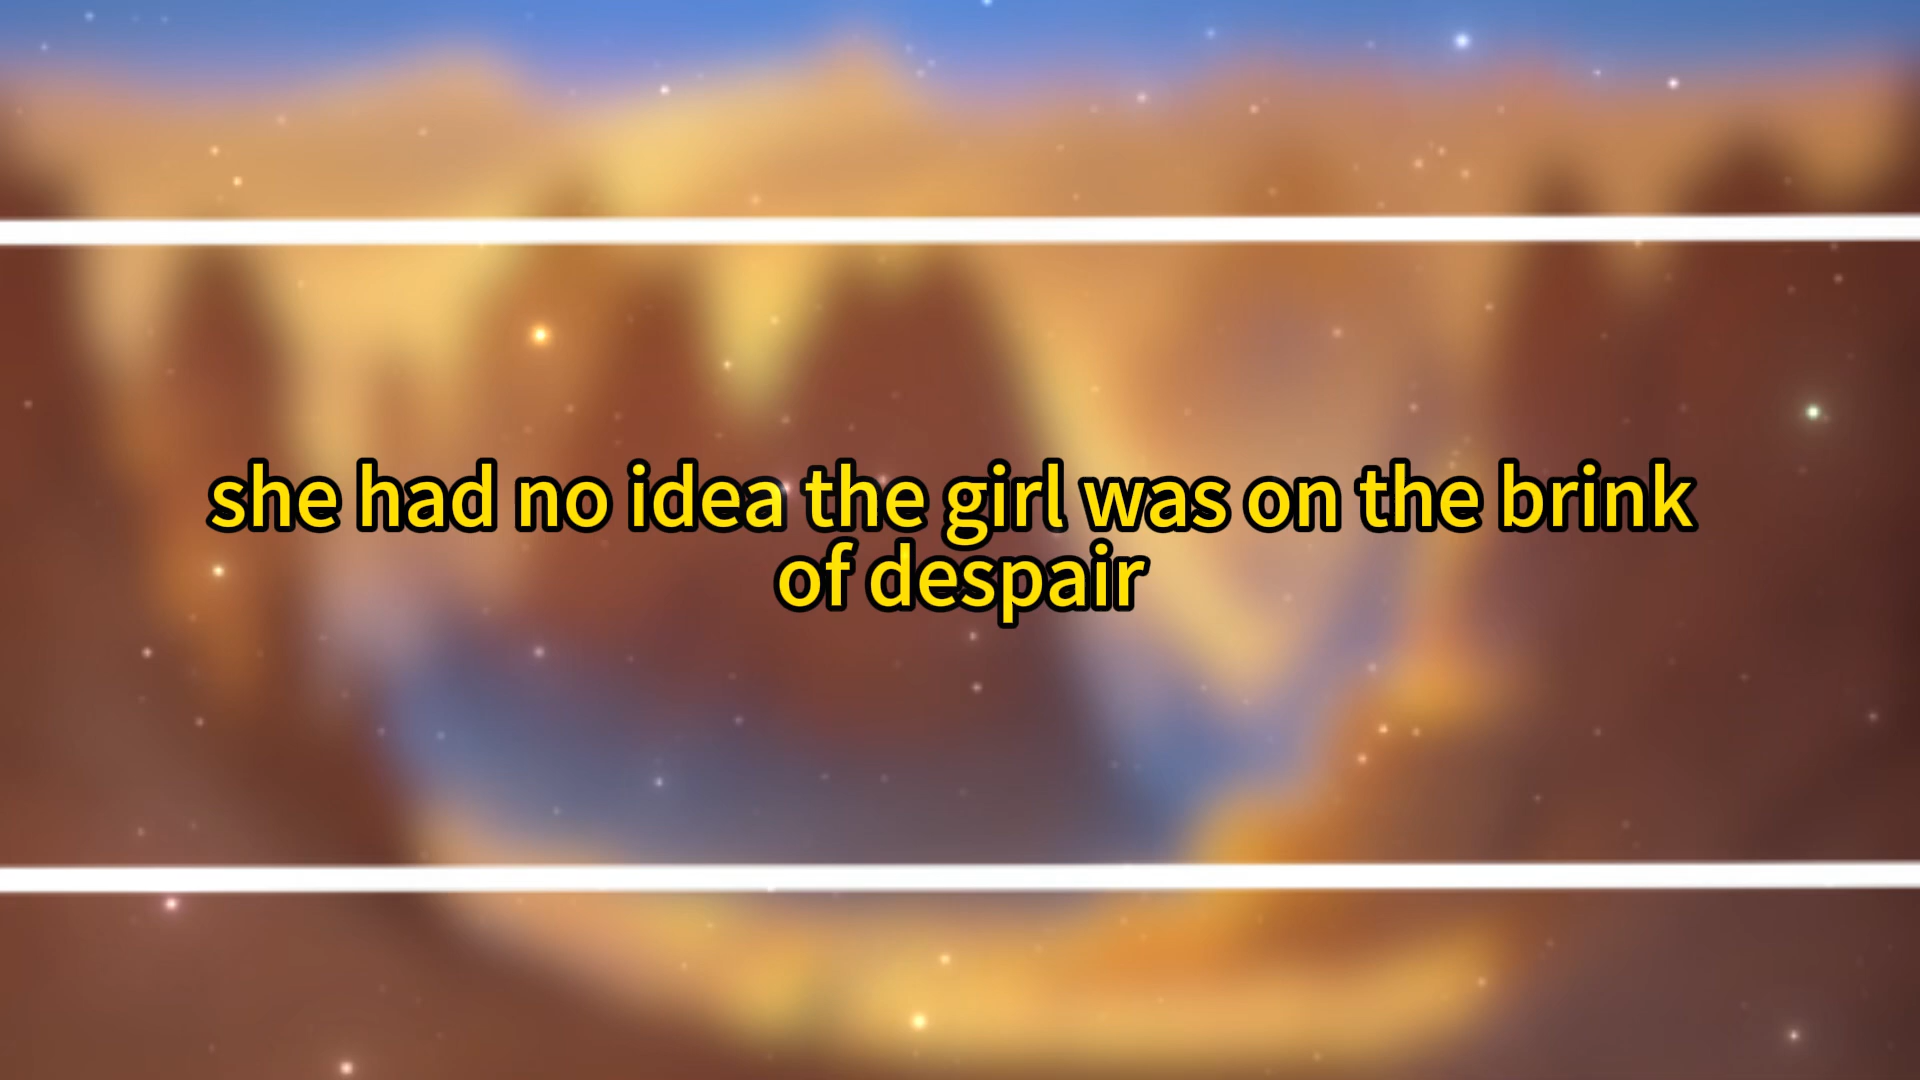 she had no idea the girl was on the brink
of despair